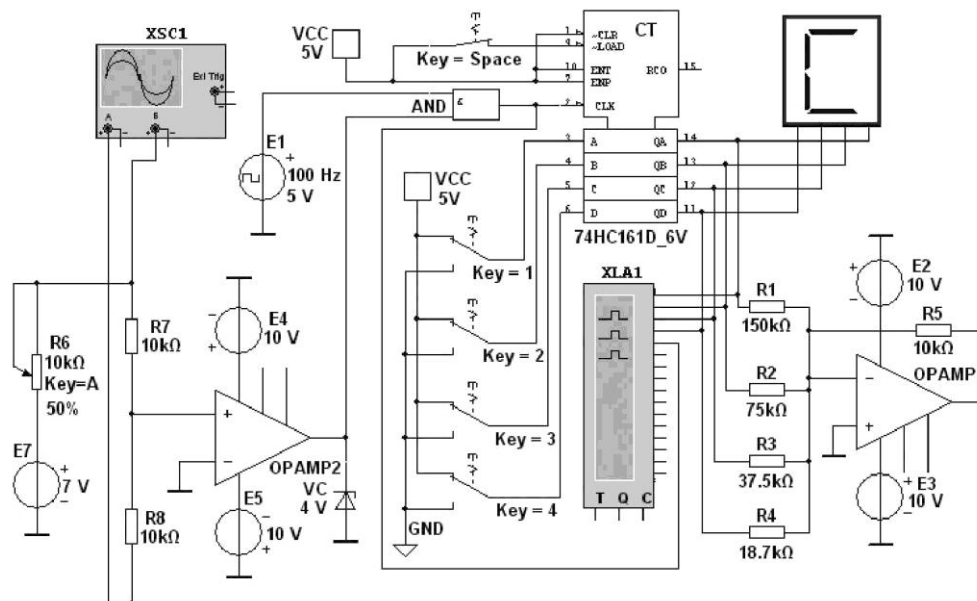 XSC1
Ext Trig
A
B
VCC
5V
Key = Space
CT
1
~CLR
9
~LOAD
10
ENT
7
ENP
RCO
15
2
CLK
AND
&
E1
100 Hz
5 V
3
A
QA
14
4
B
QB
13
5
C
QC
12
6
D
QD
11
74HC161D_6V
VCC
5V
Key = 1
Key = 2
Key = 3
Key = 4
GND
XLA1
T Q C
R1
150kΩ
R2
75kΩ
R3
37.5kΩ
R4
18.7kΩ
E2
10 V
R5
10kΩ
OPAMP
E3
10 V
R6
10kΩ
Key=A
50%
R7
10kΩ
E4
10 V
OPAMP2
E7
7 V
R8
10kΩ
E5
10 V
VC
4 V